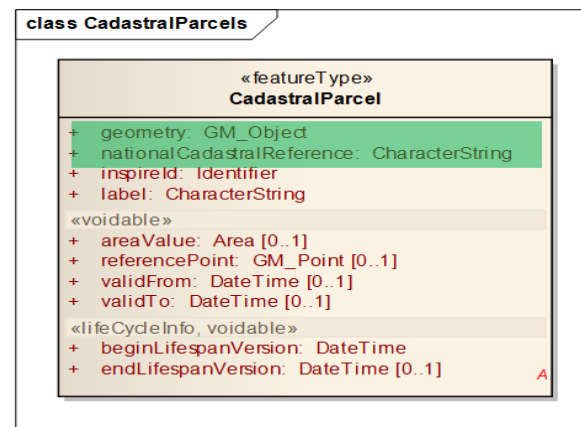 class CadastralParcels
«featureType»
CadastralParcel
+ geometry: GM_Object
+ nationalCadastralReference: CharacterString
+ inspireId: Identifier
+ label: CharacterString
«voidable»
+ areaValue: Area [0..1]
+ referencePoint: GM_Point [0..1]
+ validFrom: DateTime [0..1]
+ validTo: DateTime [0..1]
«lifeCycleInfo, voidable»
+ beginLifespanVersion: DateTime
+ endLifespanVersion: DateTime [0..1]
A